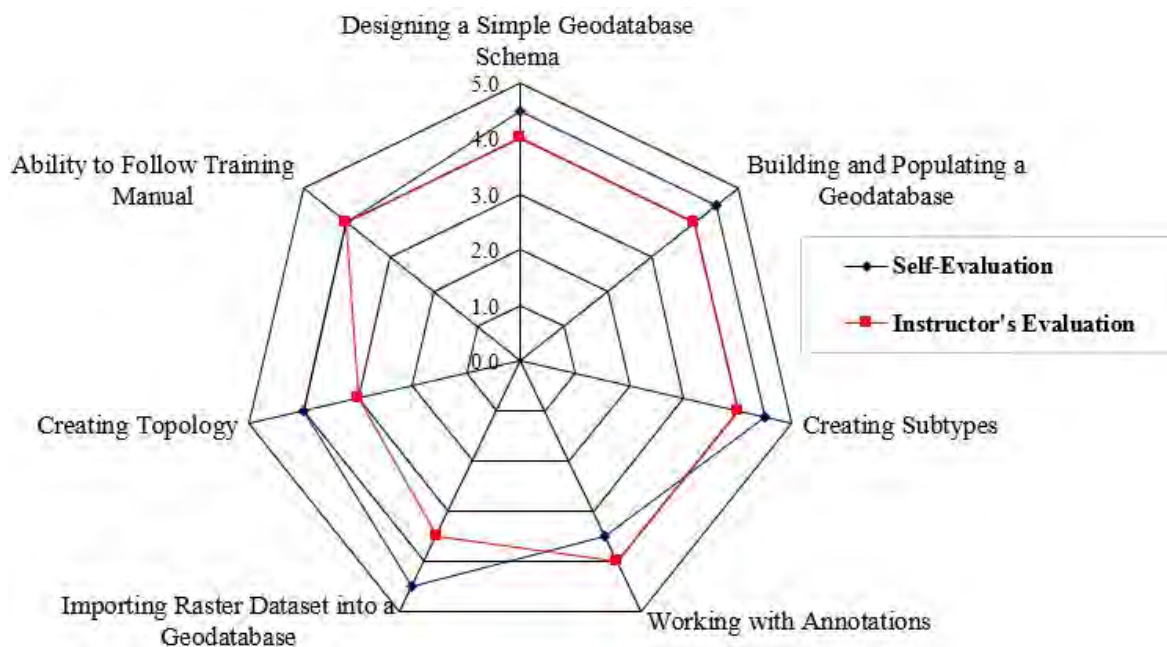 Designing a Simple Geodatabase
Schema
5.0
4.0
3.0
2.0
1.0
0.0
Building and Populating a
Geodatabase
Creating Subtypes
Working with Annotations
Importing Raster Dataset into a
Geodatabase
Creating Topology
Ability to Follow Training
Manual
Self-Evaluation
Instructor's Evaluation